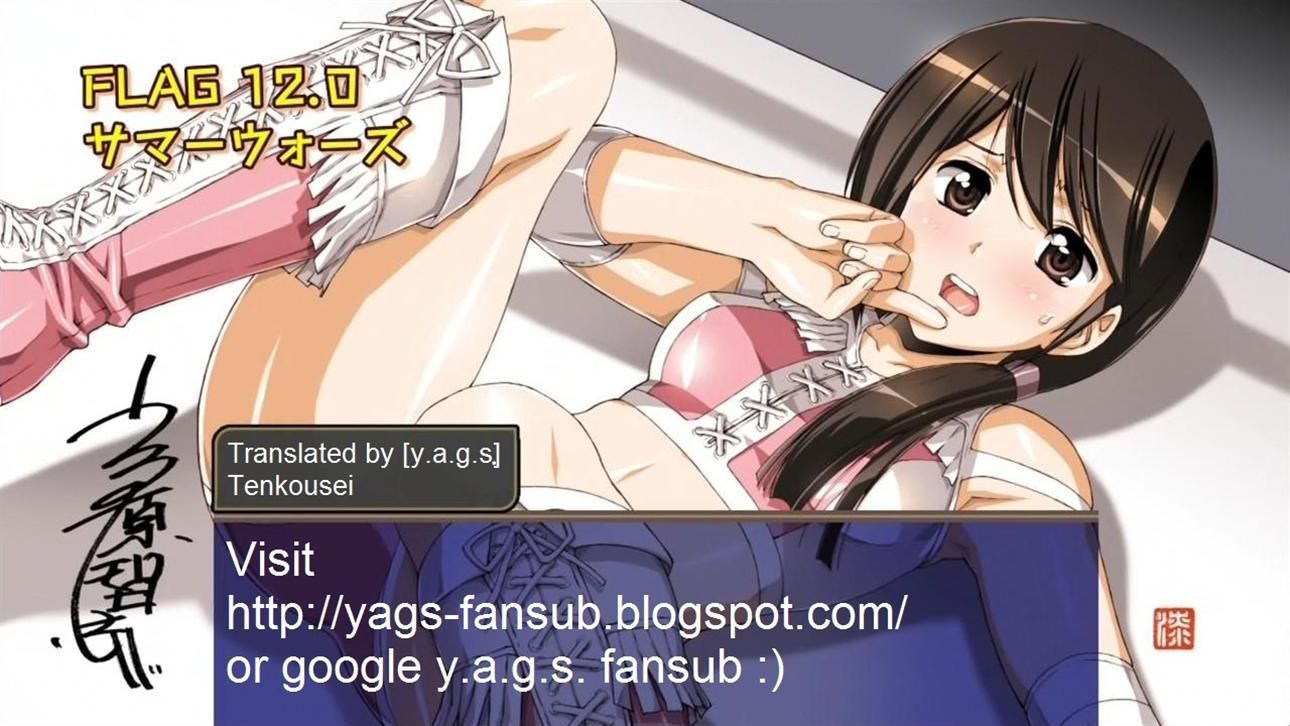 FLAG 12.0
サマーウォーズ
Translated by [y.a.g.s.]
Tenkousei
Visit
http://yags-fansub.blogspot.com/
or google y.a.g.s. fansub :)